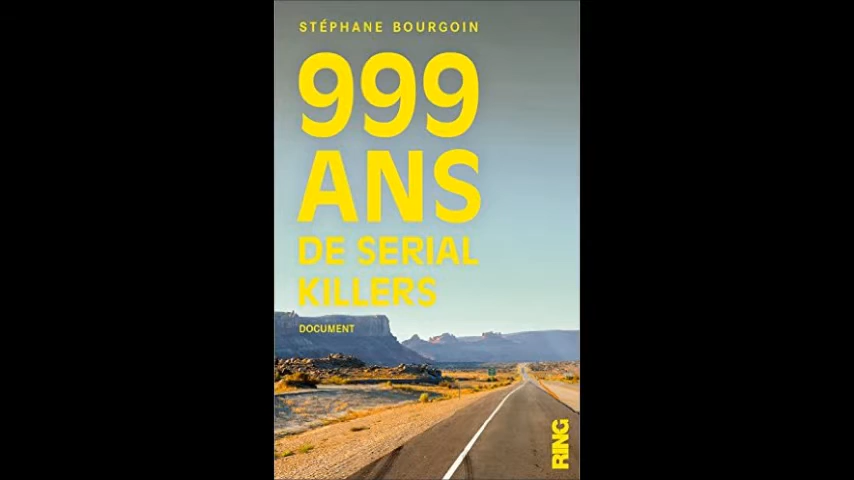 STÉPHANE BOURGOIN
999
ANS
DE SERIAL
KILLERS
DOCUMENT
RING